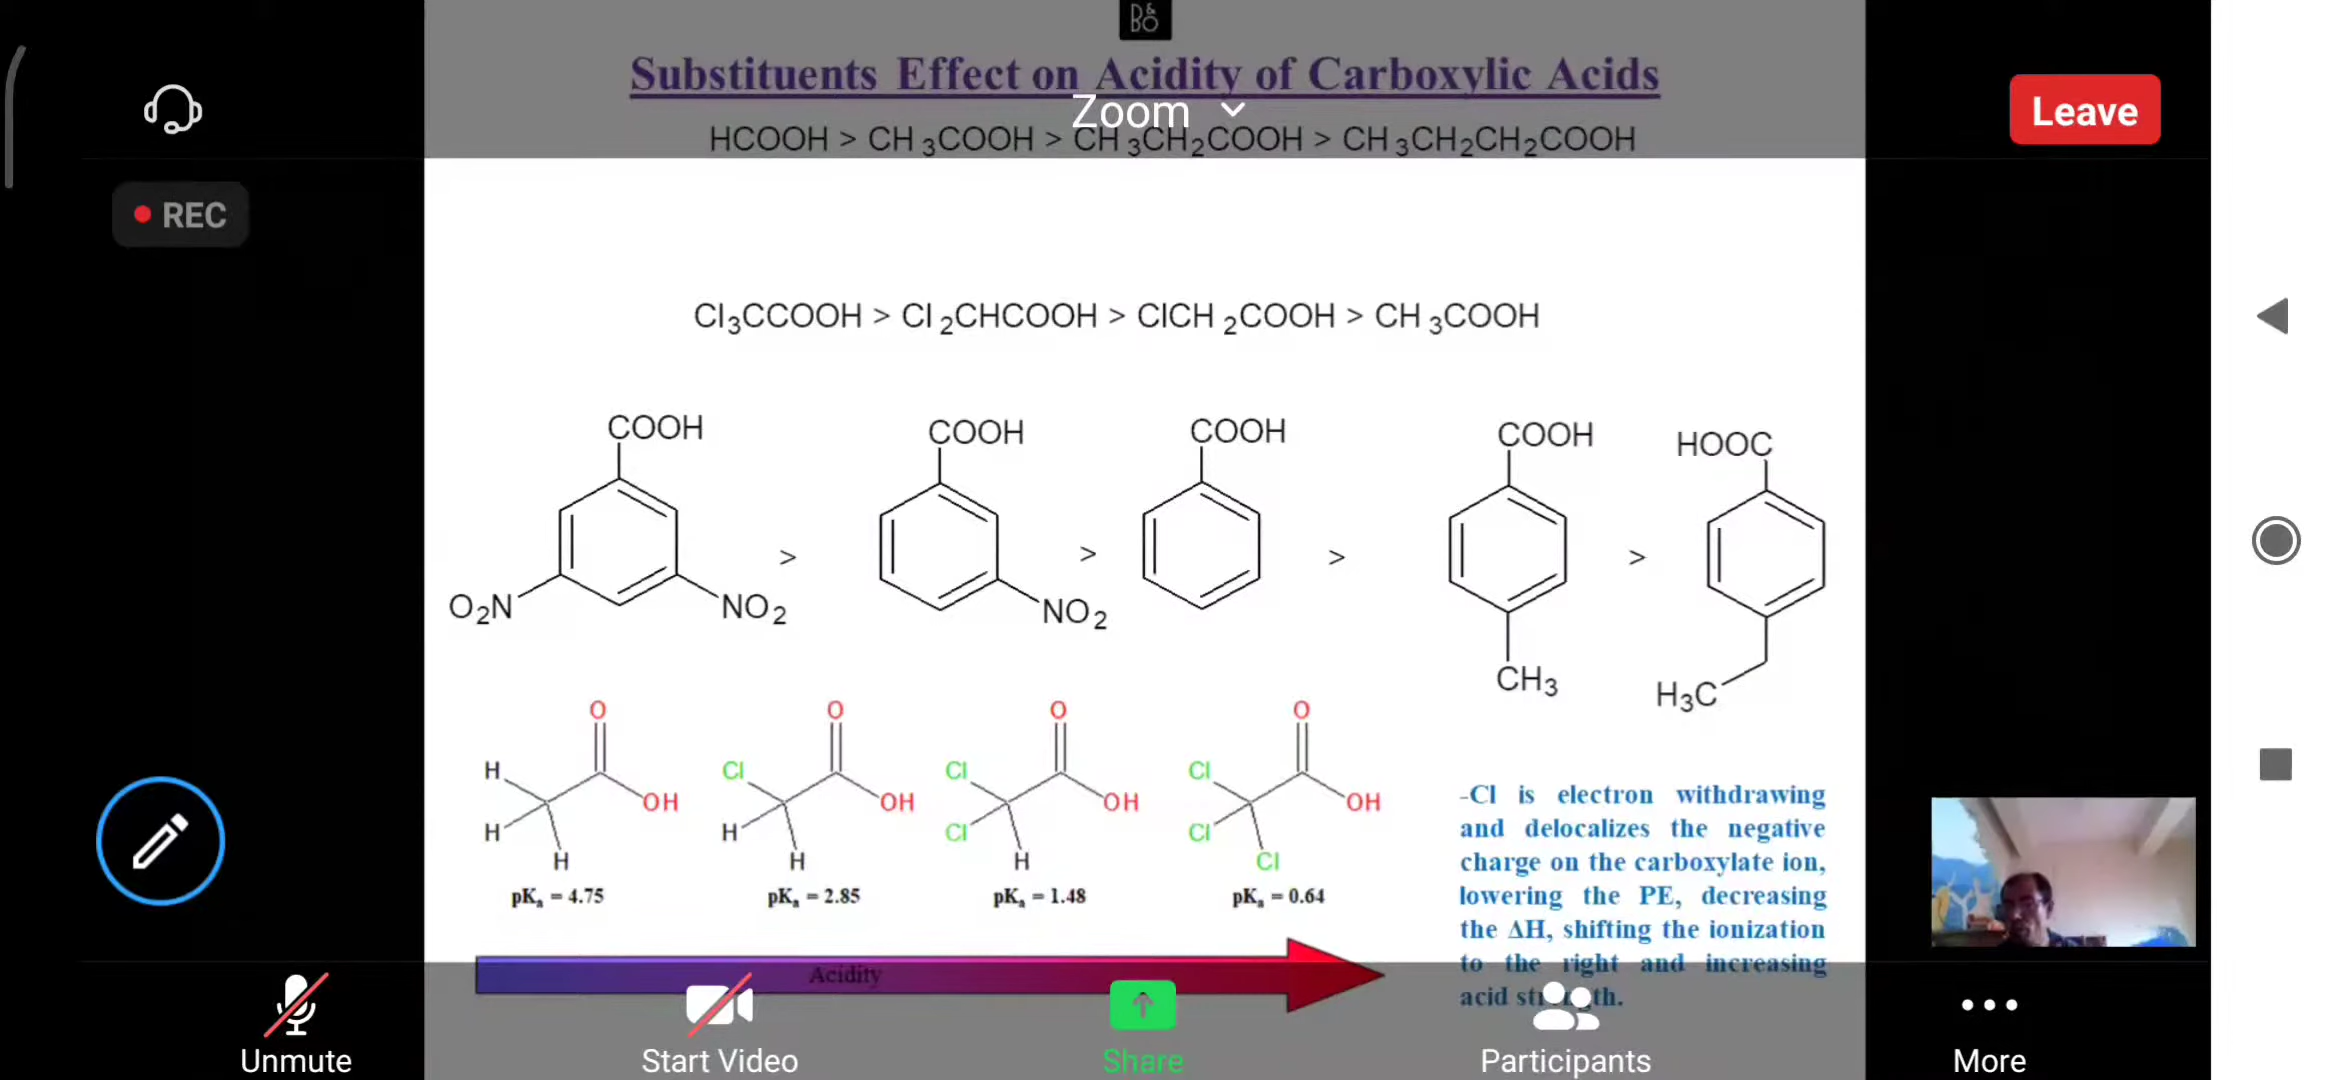 B&O
Substituents Effect on Acidity of Carboxylic Acids
Zoom
Leave
HCOOH > CH3COOH > CH3CH2COOH > CH3CH2CH2COOH
REC
Cl3CCOOH > Cl2CHCOOH > ClCH2COOH > CH3COOH
COOH COOH COOH COOH HOOC
> > > >
O2N NO2 NO2
CH3 H3C
O O O O
H Cl Cl Cl
OH OH OH OH
H H Cl Cl
H H H Cl
pKa = 4.75 pKa = 2.85 pKa = 1.48 pKa = 0.64
-Cl is electron withdrawing
and delocalizes the negative
charge on the carboxylate ion,
lowering the PE, decreasing
the ΔH, shifting the ionization
to the right and increasing
acid
Acidity
Unmute
Start Video
Share
Participants
More